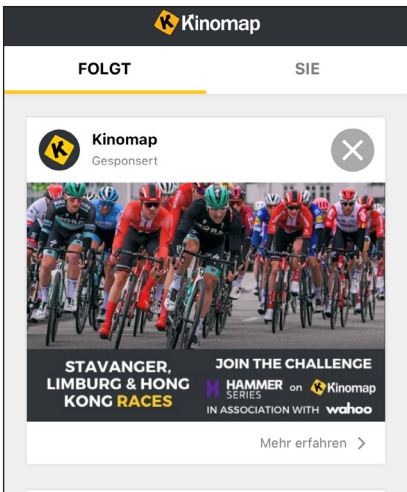 Kinomap
FOLGT
SIE
Kinomap
Gesponsert
STAVANGER,
LIMBURG & HONG
KONG RACES
JOIN THE CHALLENGE
HAMMER SERIES on Kinomap
IN ASSOCIATION WITH wahoo
Mehr erfahren